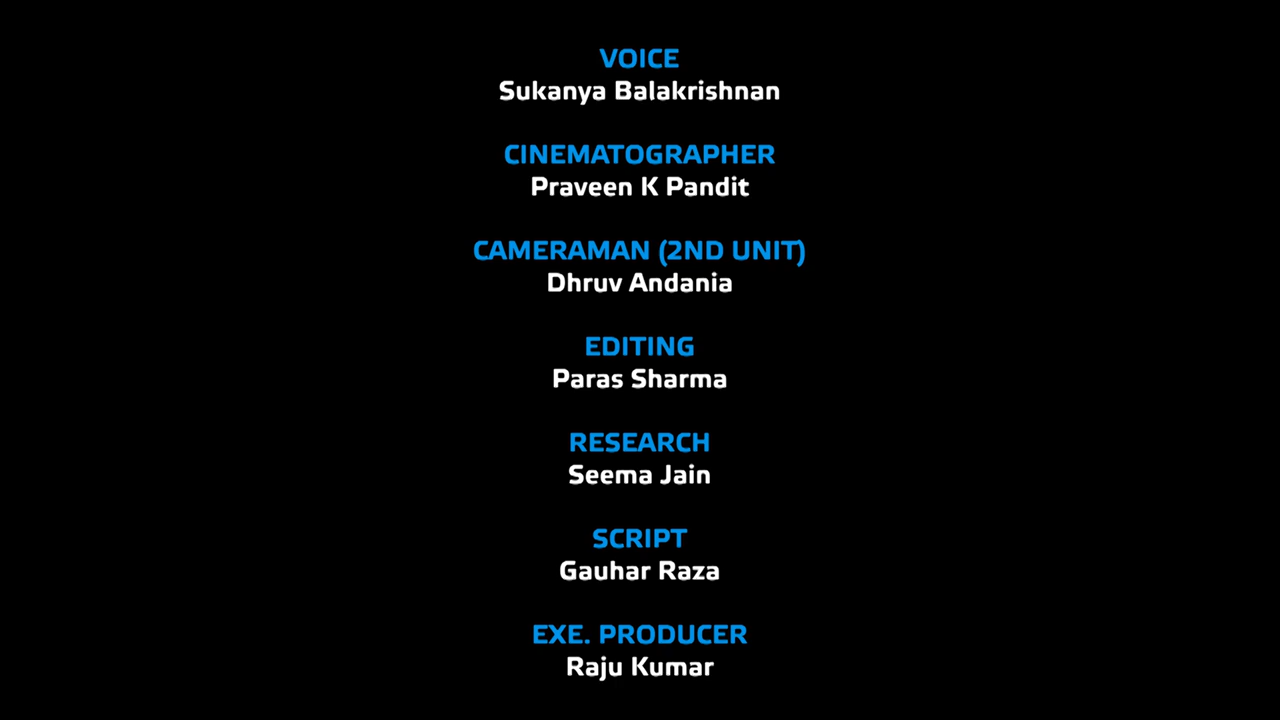 VOICE
Sukanya Balakrishnan
CINEMATOGRAPHER
Praveen K Pandit
CAMERAMAN (2ND UNIT)
Dhruv Andania
EDITING
Paras Sharma
RESEARCH
Seema Jain
SCRIPT
Gauhar Raza
EXE. PRODUCER
Raju Kumar